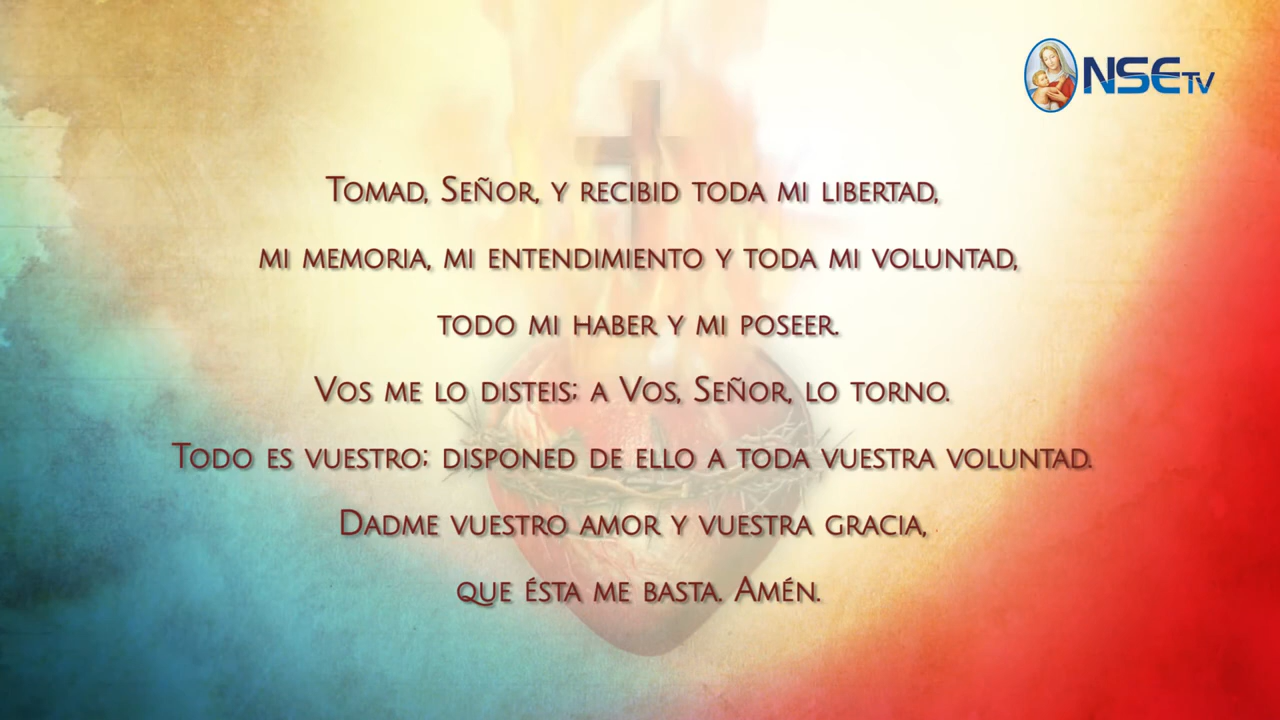 NSETV
Tomad, Señor, y recibid toda mi libertad,
mi memoria, mi entendimiento y toda mi voluntad,
todo mi haber y mi poseer.
Vos me lo disteis; a Vos, Señor, lo torno.
Todo es vuestro; disponed de ello a toda vuestra voluntad.
Dadme vuestro amor y vuestra gracia,
que ésta me basta. Amén.